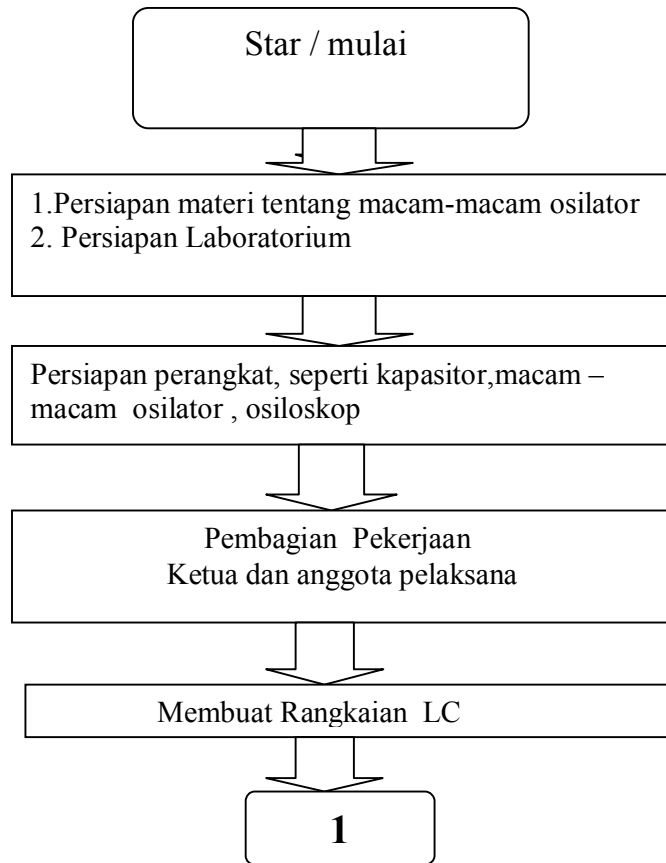 Star / mulai
1.Persiapan materi tentang macam-macam osilator
2. Persiapan Laboratorium
Persiapan perangkat, seperti kapasitor,macam –
macam osilator , osiloskop
Pembagian Pekerjaan
Ketua dan anggota pelaksana
Membuat Rangkaian LC
1